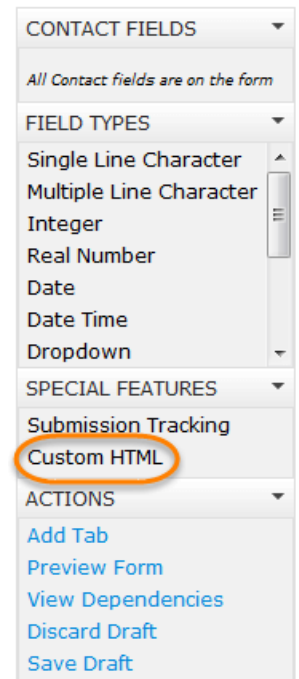 CONTACT FIELDS
All Contact fields are on the form
FIELD TYPES
Single Line Character
Multiple Line Character
Integer
Real Number
Date
Date Time
Dropdown
SPECIAL FEATURES
Submission Tracking
Custom HTML
ACTIONS
Add Tab
Preview Form
View Dependencies
Discard Draft
Save Draft